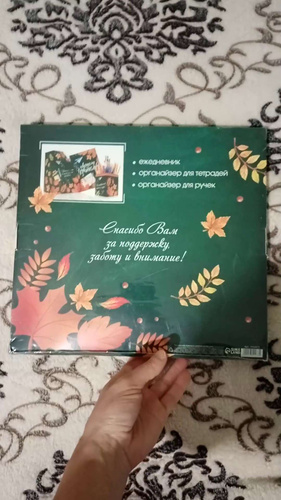 • ежедневник
• органайзер для тетрадей
• органайзер для ручек
Спасибо Вам
за поддержку,
заботу и внимание!